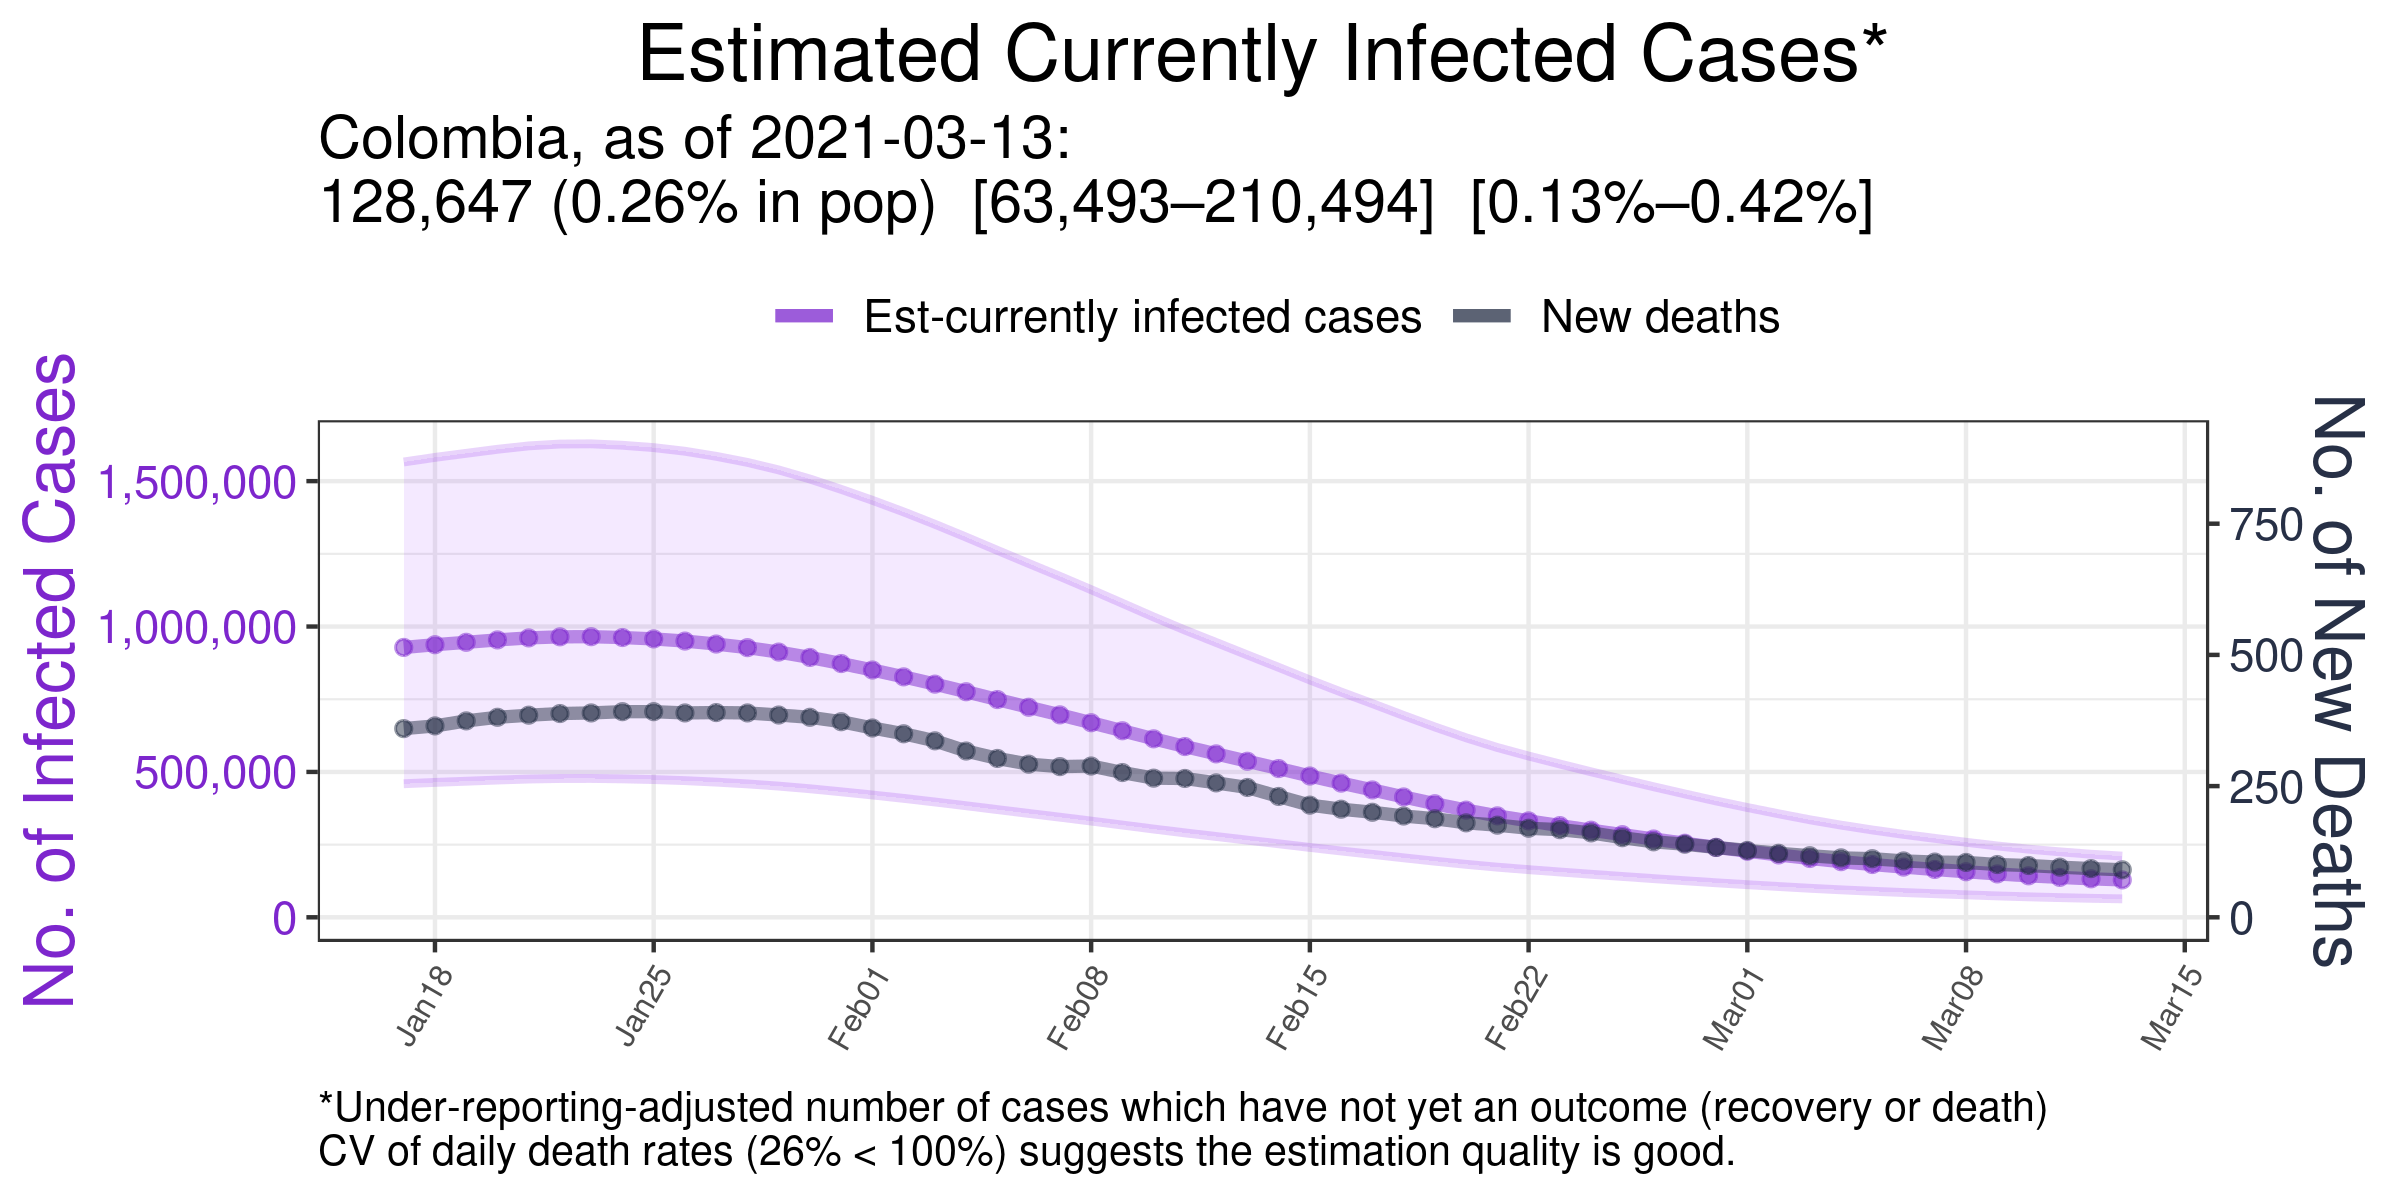 Estimated Currently Infected Cases*
Colombia, as of 2021-03-13:
128,647 (0.26% in pop)  [63,493–210,494]  [0.13%–0.42%]
Est-currently infected cases
New deaths
No. of Infected Cases
1,500,000
1,000,000
500,000
0
No. of New Deaths
750
500
250
0
Jan18
Jan25
Feb01
Feb08
Feb15
Feb22
Mar01
Mar08
Mar15
*Under-reporting-adjusted number of cases which have not yet an outcome (recovery or death)
CV of daily death rates (26% < 100%) suggests the estimation quality is good.